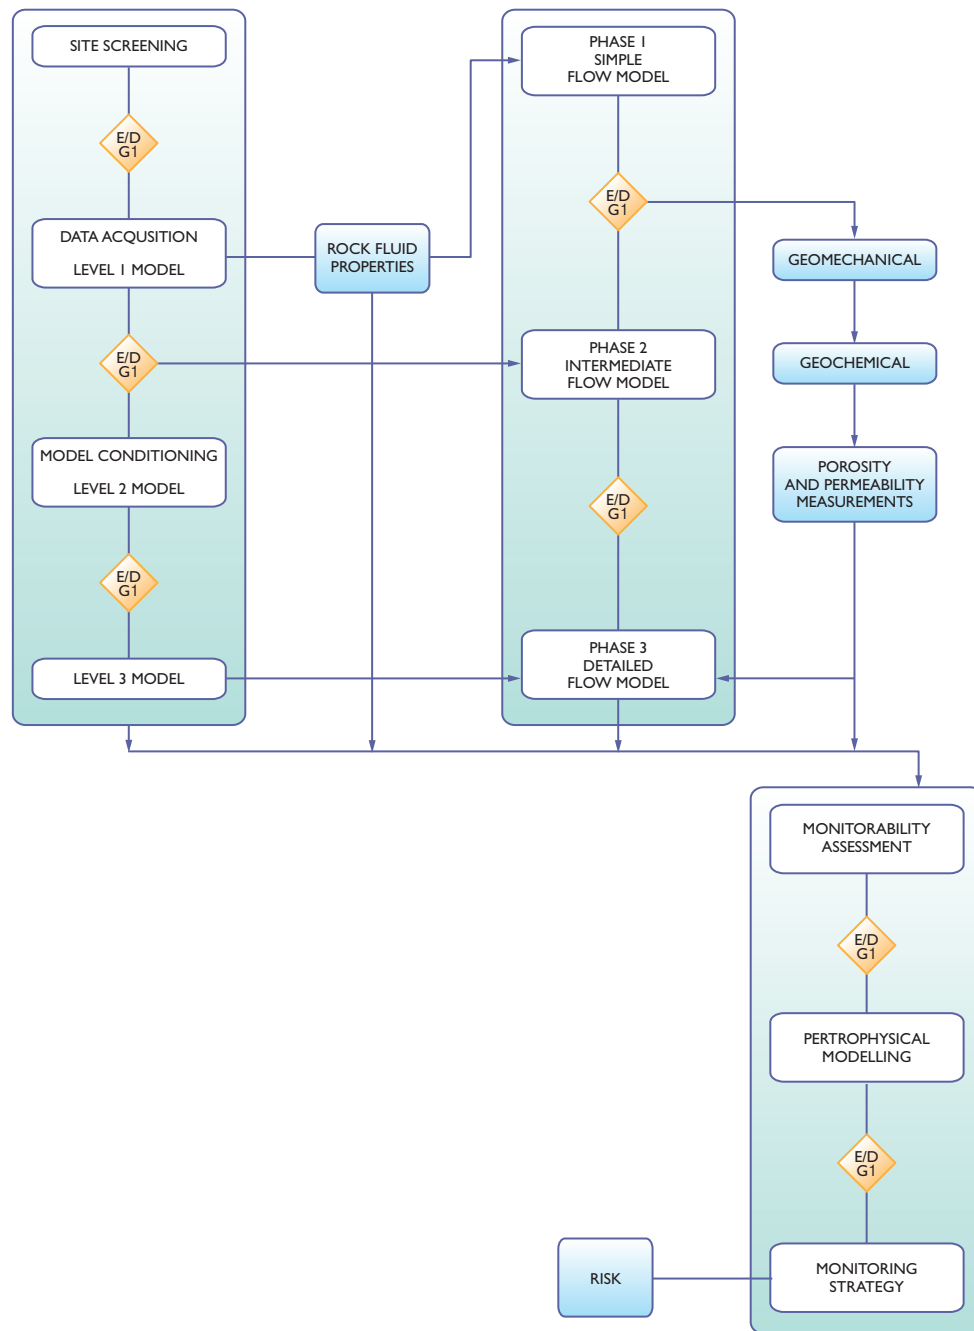 SITE SCREENING
E/D
G1
DATA ACQUSITION
LEVEL 1 MODEL
E/D
G1
MODEL CONDITIONING
LEVEL 2 MODEL
E/D
G1
LEVEL 3 MODEL
ROCK FLUID
PROPERTIES
PHASE 1
SIMPLE
FLOW MODEL
E/D
G1
PHASE 2
INTERMEDIATE
FLOW MODEL
E/D
G1
PHASE 3
DETAILED
FLOW MODEL
GEOMECHANICAL
GEOCHEMICAL
POROSITY
AND PERMEABILITY
MEASUREMENTS
MONITORABILITY
ASSESSMENT
E/D
G1
PERTROPHYSICAL
MODELLING
E/D
G1
MONITORING
STRATEGY
RISK